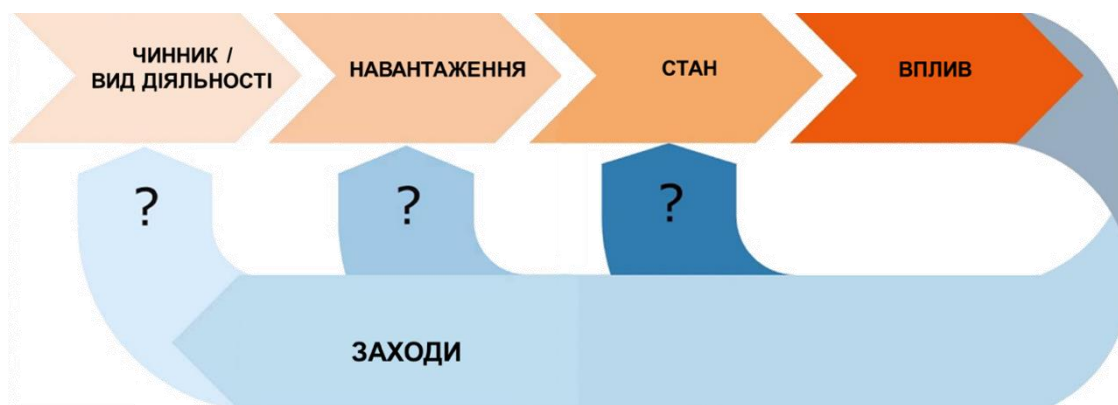 ЧИННИК /
ВИД ДІЯЛЬНОСТІ
НАВАНТАЖЕННЯ
СТАН
ВПЛИВ
?
?
?
ЗАХОДИ